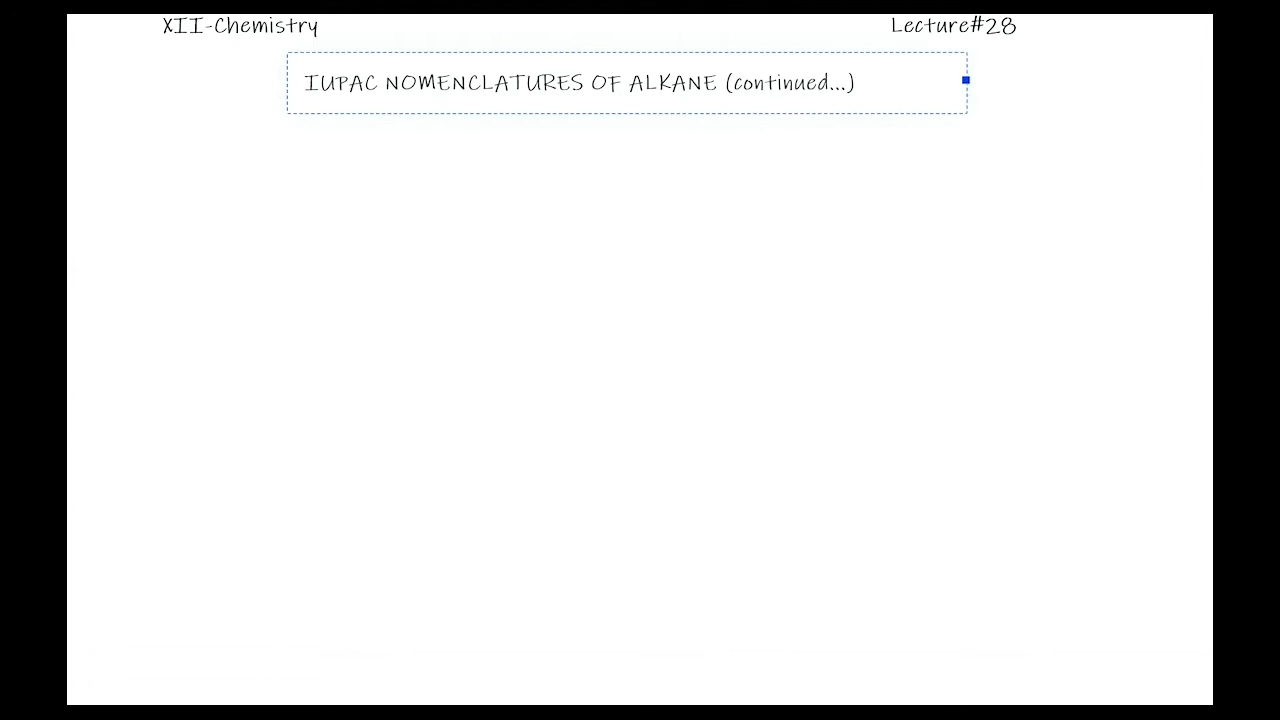 XII-Chemistry Lecture#28
IUPAC NOMENCLATURES OF ALKANE (continued...)